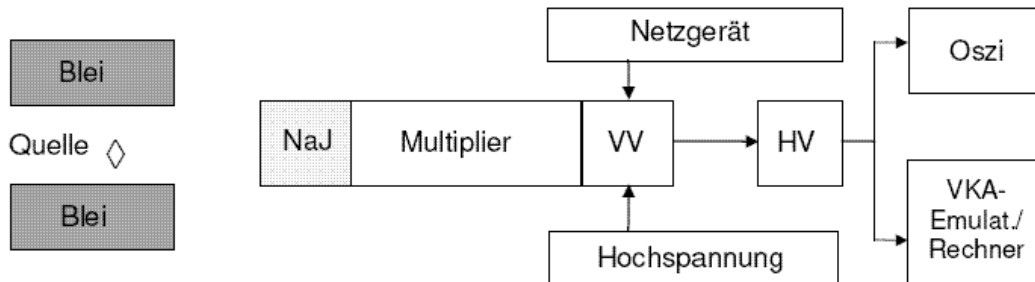 Netzgerät
Oszi
Blei
Quelle
NaJ
Multiplier
VV
HV
Blei
VKA-
Emulat./
Rechner
Hochspannung